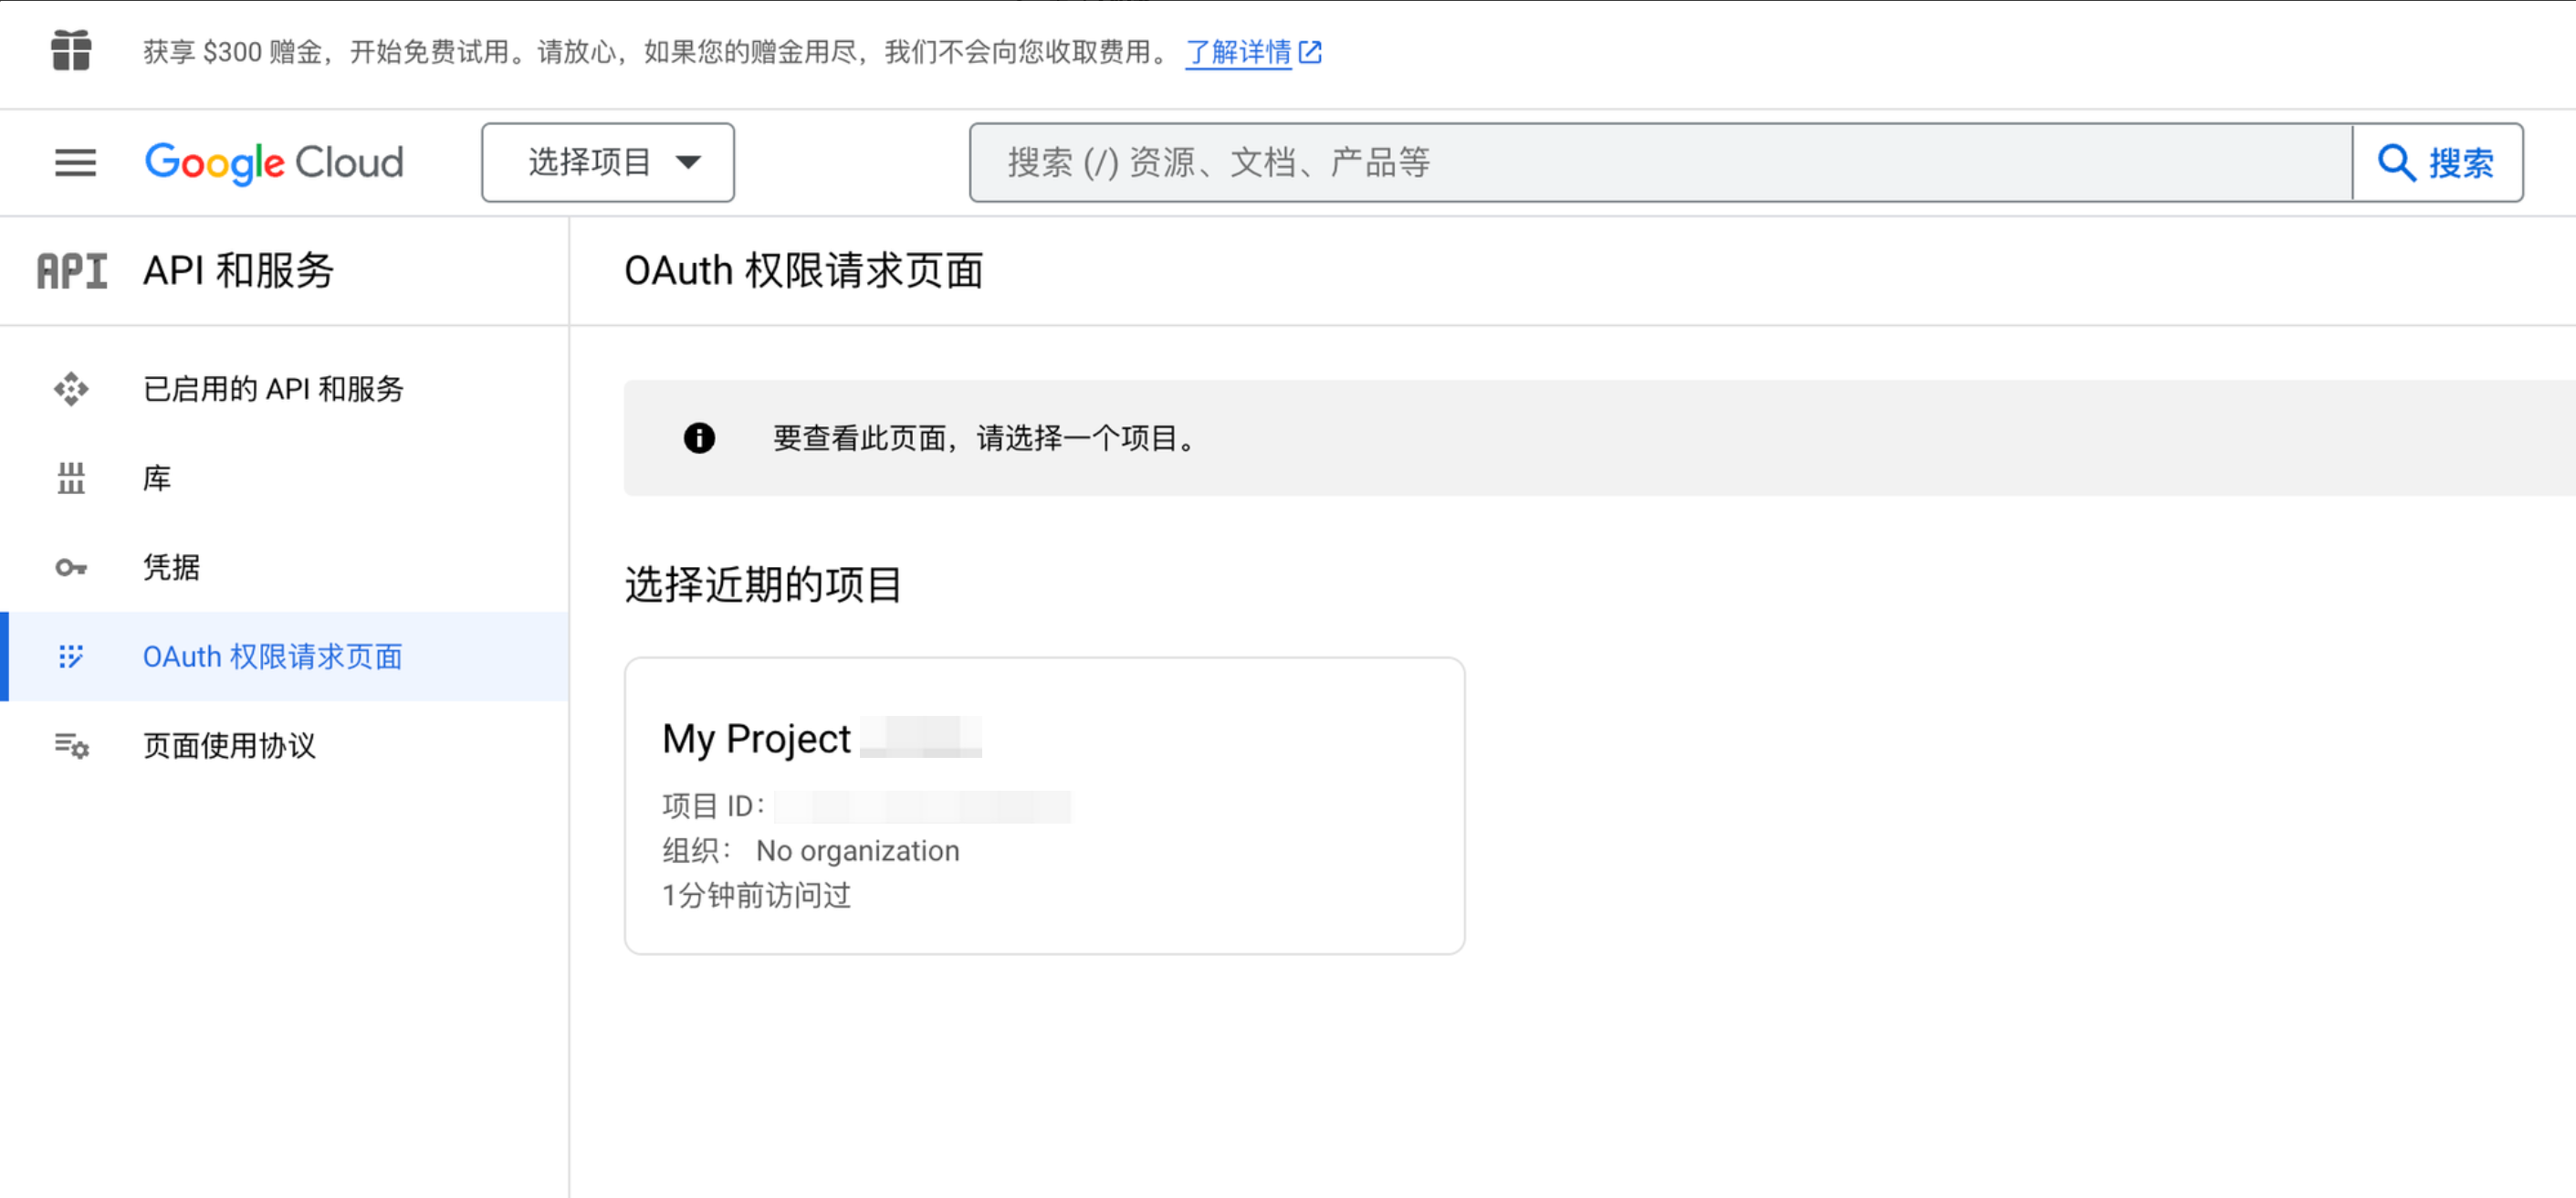 获享 $300 赠金，开始免费试用。请放心，如果您的赠金用尽，我们不会向您收取费用。 了解详情
Google Cloud
选择项目
搜索 (/) 资源、文档、产品等
搜索
API API 和服务
OAuth 权限请求页面
已启用的 API 和服务
库
凭据
OAuth 权限请求页面
页面使用协议
要查看此页面，请选择一个项目。
选择近期的项目
My Project
项目 ID：
组织： No organization
1分钟前访问过